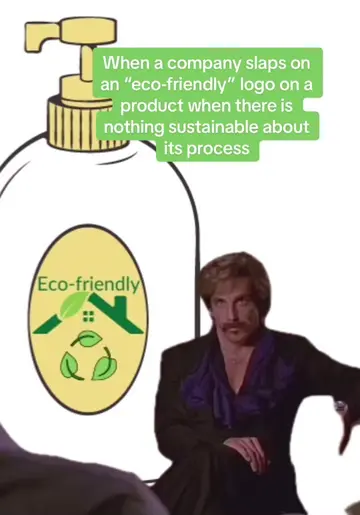 When a company slaps on
an “eco-friendly” logo on a
product when there is
nothing sustainable about
its process
Eco-friendly